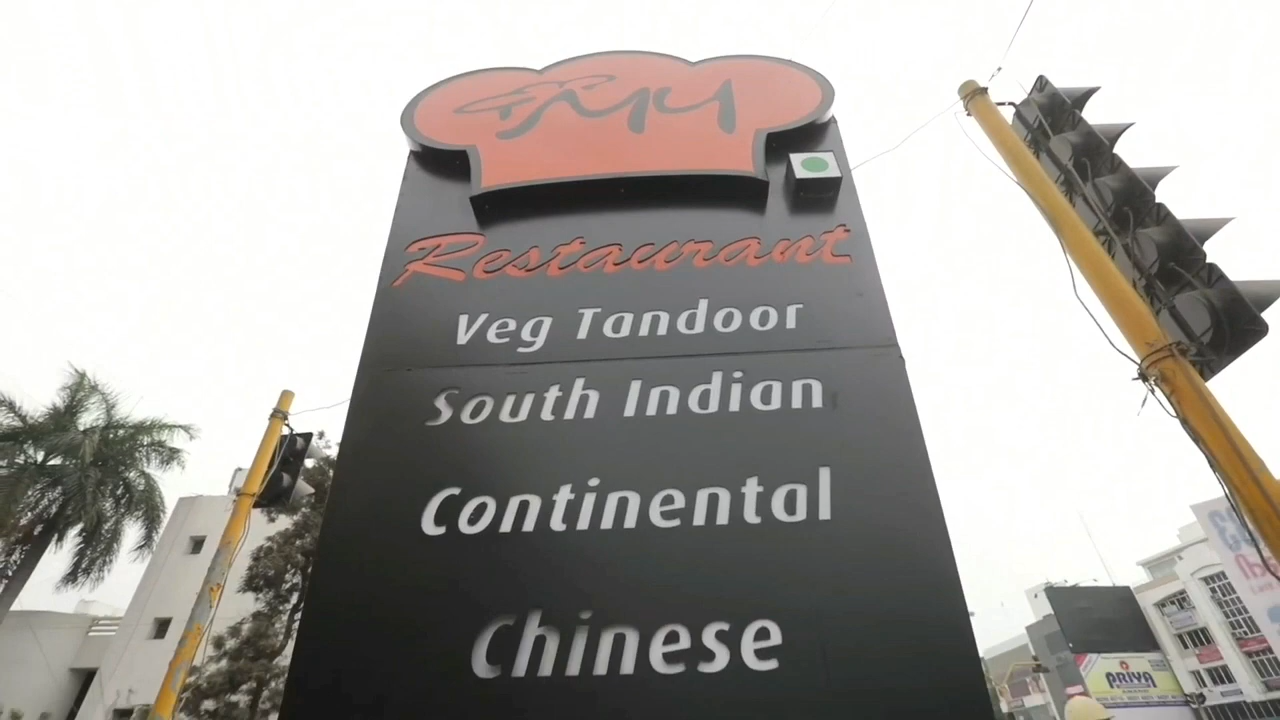 Restaurant
Veg Tandoor
South Indian
Continental
Chinese
PRIYA